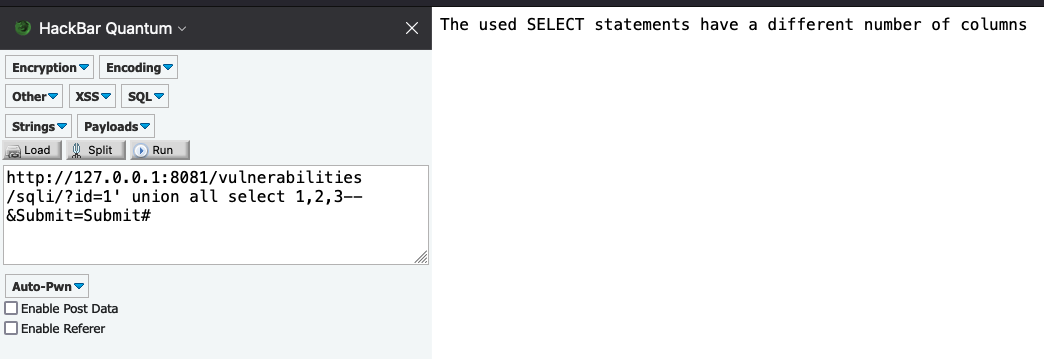 HackBar Quantum
Encryption
Encoding
Other
XSS
SQL
Strings
Payloads
Load
Split
Run
http://127.0.0.1:8081/vulnerabilities
/sqli/?id=1' union all select 1,2,3--
&Submit=Submit#
Auto-Pwn
Enable Post Data
Enable Referer
The used SELECT statements have a different number of columns